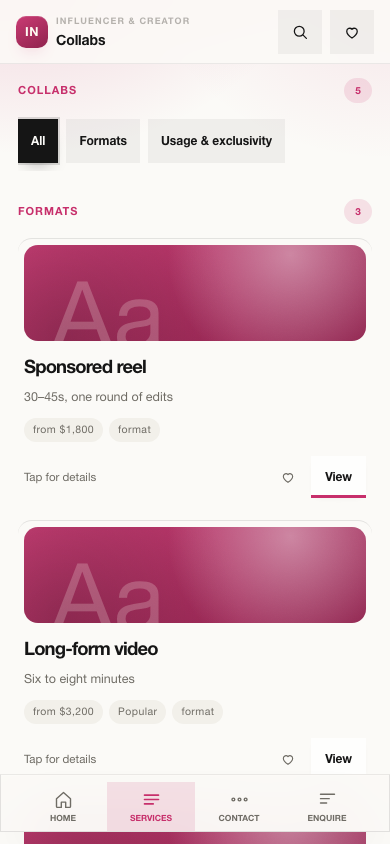 IN
INFLUENCER & CREATOR
Collabs
COLLABS
5
All
Formats
Usage & exclusivity
FORMATS
3
Aa
Sponsored reel
30–45s, one round of edits
from $1,800
format
Tap for details
View
Aa
Long-form video
Six to eight minutes
from $3,200
Popular
format
Tap for details
View
HOME
SERVICES
CONTACT
ENQUIRE